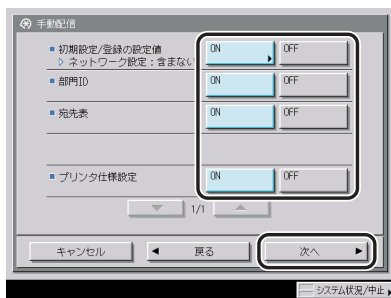 手動配信
■ 初期設定/登録の設定値 ON OFF
▷ ネットワーク設定:含まない
■ 部門ID ON OFF
■ 宛先表 ON OFF
■ プリンタ仕様設定 ON OFF
▼ 1/1 ▲
キャンセル ◀ 戻る 次へ ▶
システム状況/中止 ▶